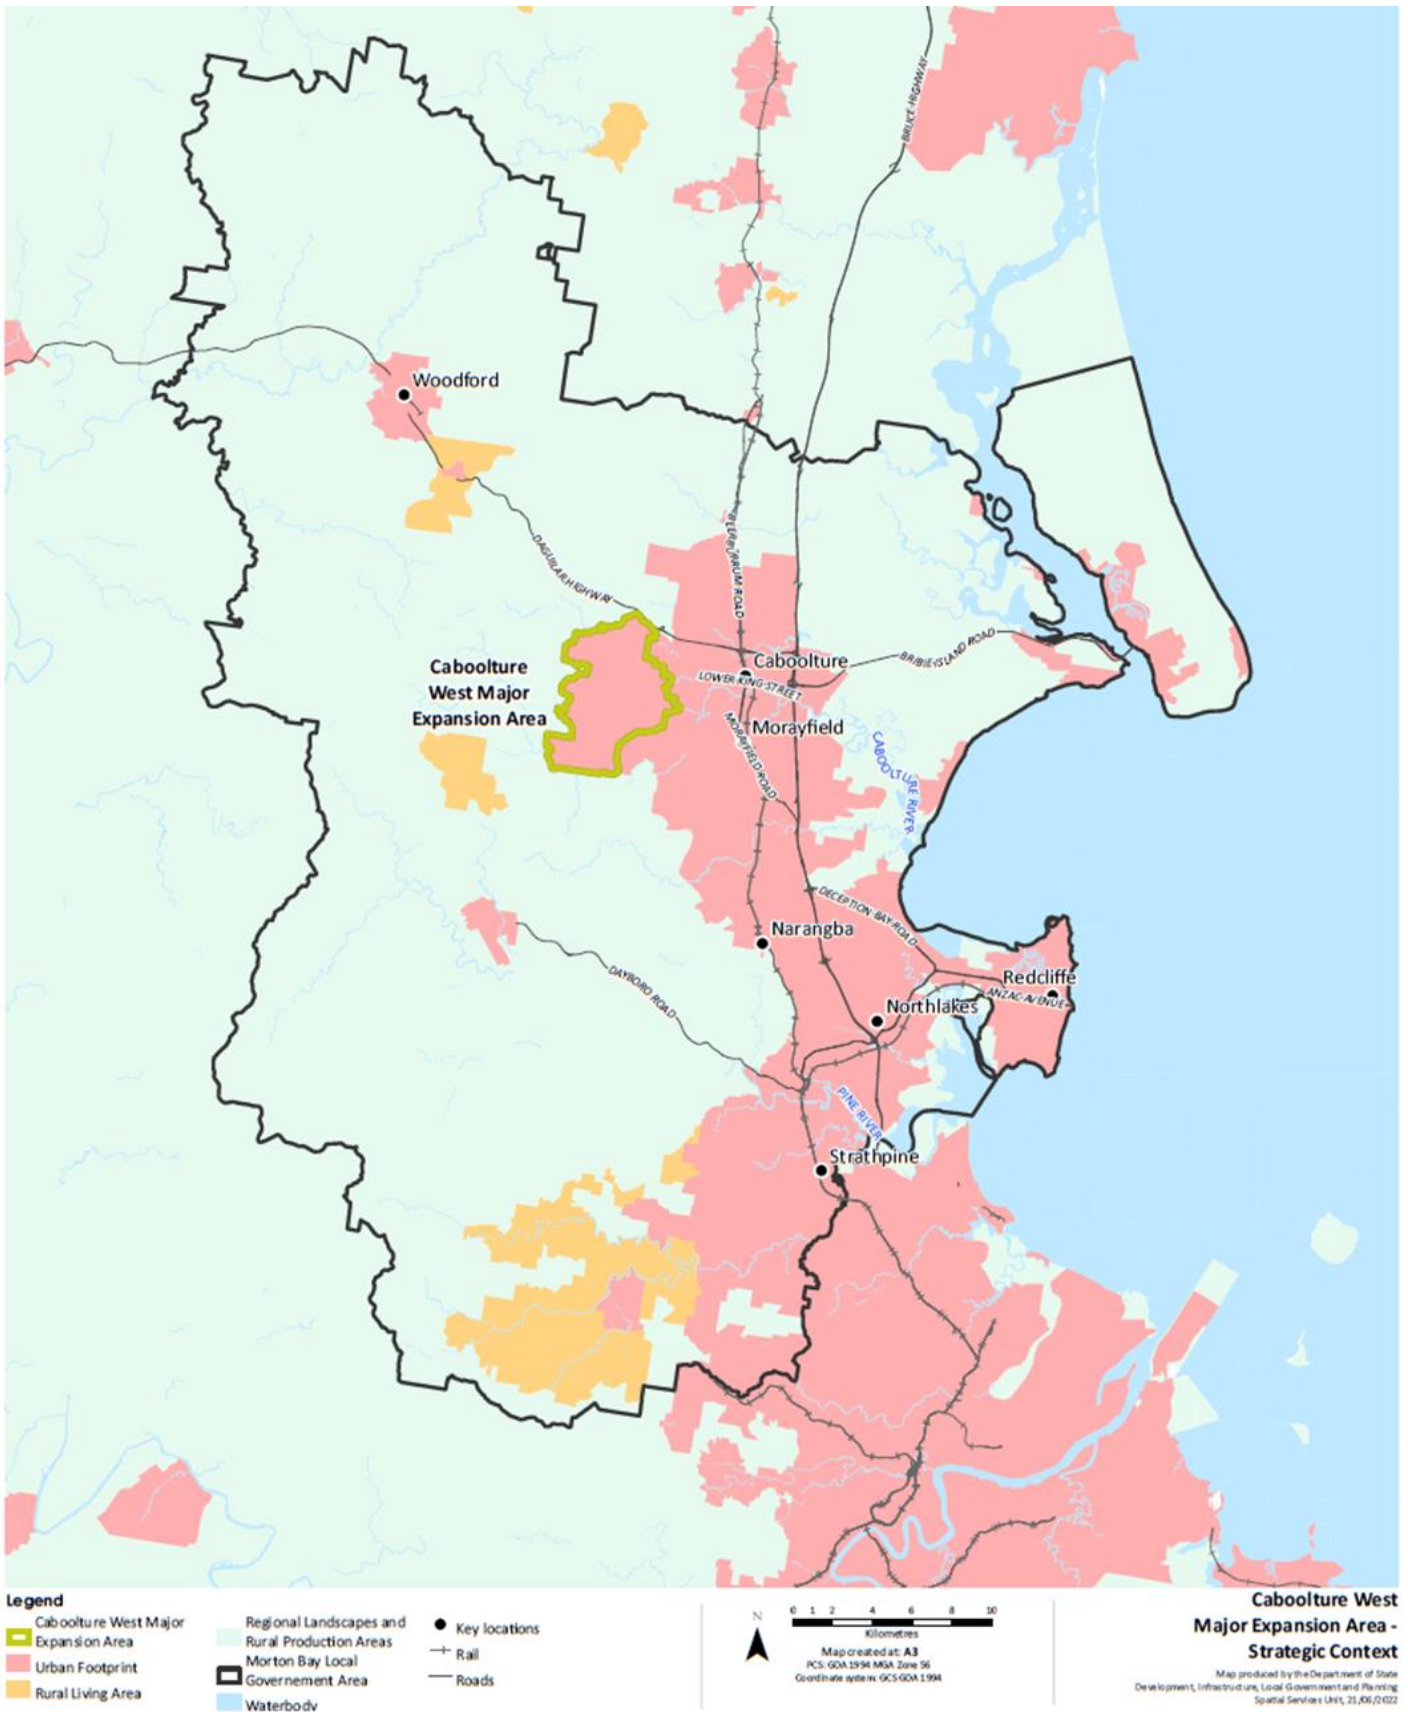 BRUCE HIGHWAY
Woodford
BEERBURRUM ROAD
DAGUILAR HIGHWAY
Caboolture
West Major
Expansion Area
Caboolture
BRIBIE ISLAND ROAD
LOWER KING STREET
Morayfield
MORAYFIELD ROAD
CABOOLTURE RIVER
DECEPTION BAY ROAD
Narangba
DAYBORO ROAD
Redcliffe
ANZAC AVENUE
Northlakes
PINE RIVER
Strathpine
Legend
Caboolture West Major
Expansion Area
Urban Footprint
Rural Living Area
Regional Landscapes and
Rural Production Areas
Morton Bay Local
Governement Area
Waterbody
Key locations
Rail
Roads
N
0 1 2 4 6 8 10
Kilometres
Map created at: A3
PCS: GDA 1994 MGA Zone 56
Coordinate system: GCS GDA 1994
Caboolture West
Major Expansion Area -
Strategic Context
Map produced by the Department of State
Development, Infrastructure, Local Government and Planning
Spatial Services Unit, 21/06/2022